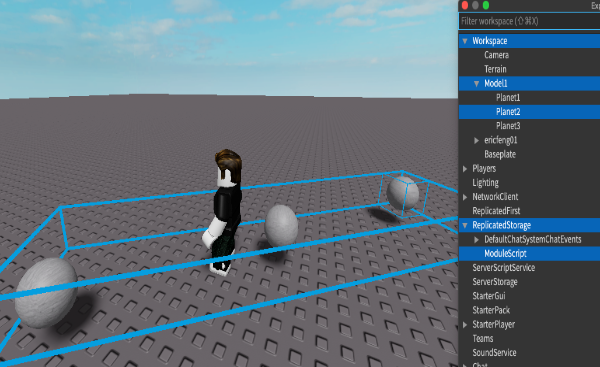 Exp
Filter workspace (⇧⌘X)
Workspace
Camera
Terrain
Model1
Planet1
Planet2
Planet3
ericfeng01
Baseplate
Players
Lighting
NetworkClient
ReplicatedFirst
ReplicatedStorage
DefaultChatSystemChatEvents
ModuleScript
ServerScriptService
ServerStorage
StarterGui
StarterPack
StarterPlayer
Teams
SoundService
Chat